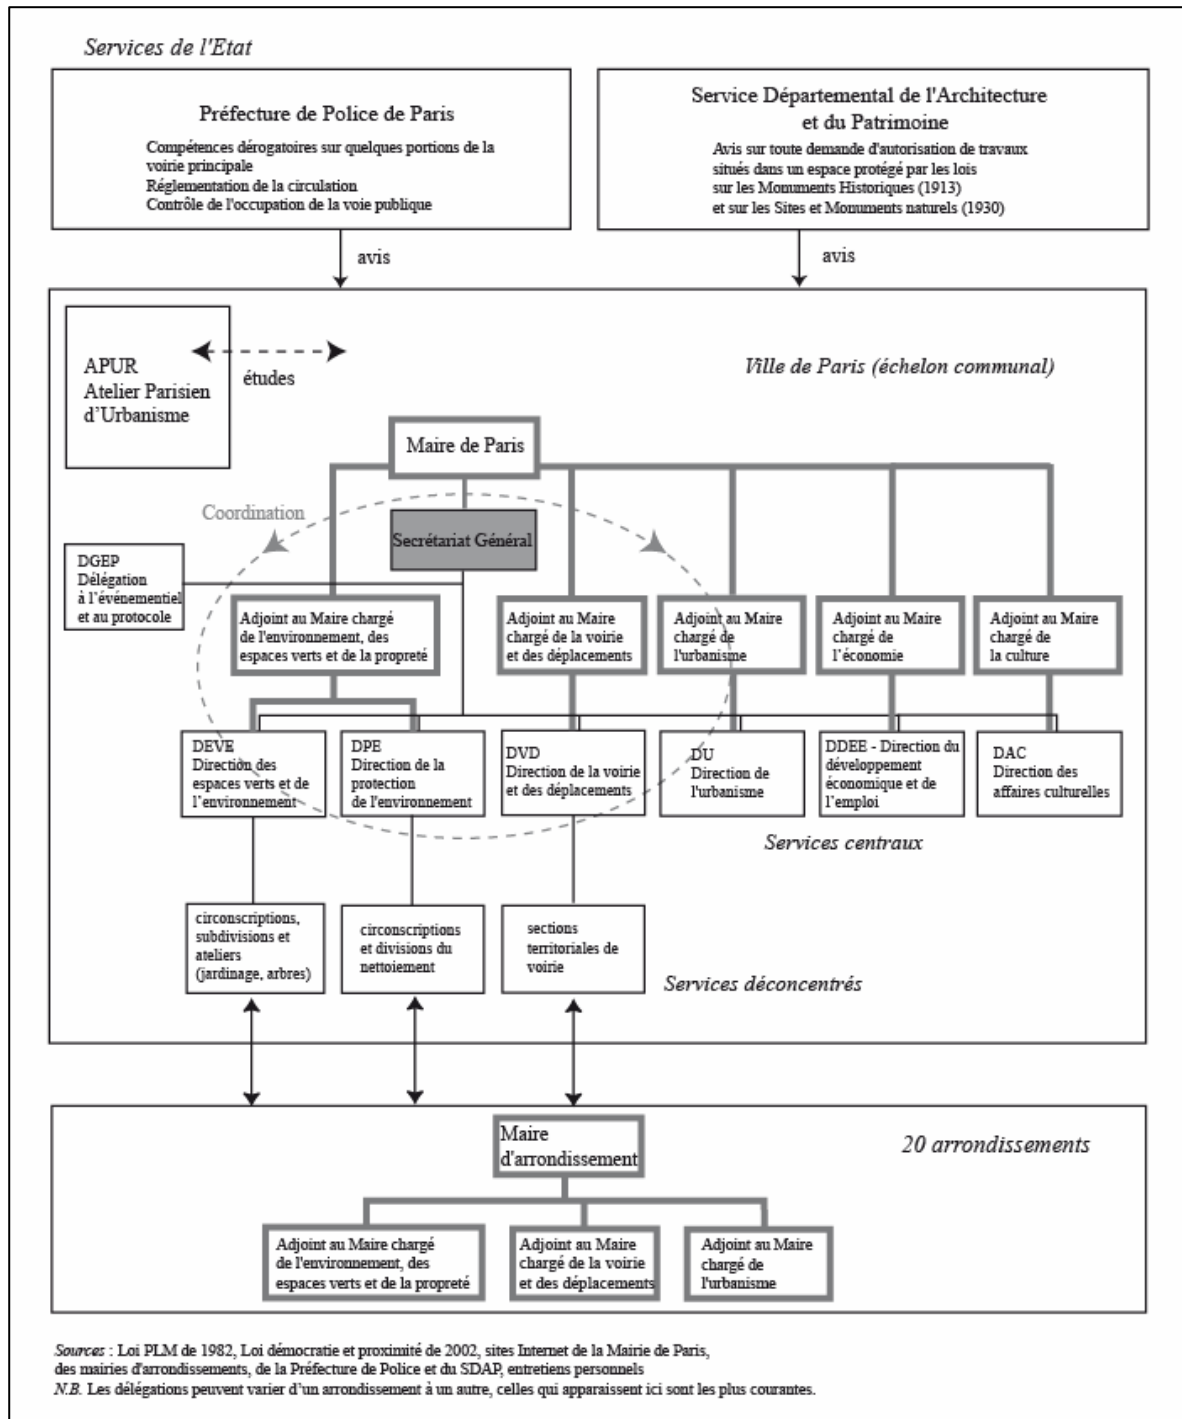 Services de l'Etat
Préfecture de Police de Paris
Compétences dérogatoires sur quelques portions de la
voirie principale
Réglementation de la circulation
Contrôle de l'occupation de la voie publique
Service Départemental de l'Architecture
et du Patrimoine
Avis sur toute demande d'autorisation de travaux
situés dans un espace protégé par les lois
sur les Monuments Historiques (1913)
et sur les Sites et Monuments naturels (1930)
avis
avis
APUR
Atelier Parisien
d’Urbanisme
études
Ville de Paris (échelon communal)
Maire de Paris
Coordination
Secrétariat Général
DGEP
Délégation
à l’événementiel
et au protocole
Adjoint au Maire chargé
de l'environnement, des
espaces verts et de la propreté
Adjoint au Maire
chargé de la voirie
et des déplacements
Adjoint au Maire
chargé de
l'urbanisme
Adjoint au Maire
chargé de
l’économie
Adjoint au Maire
chargé de
la culture
DEVE
Direction des
espaces verts et de
l’environnement
DPE
Direction de la
protection
de l'environnement
DVD
Direction de la voirie
et des déplacements
DU
Direction de
l'urbanisme
DDEE - Direction du
développement
économique et de
l’emploi
DAC
Direction des
affaires culturelles
Services centraux
circonscriptions,
subdivisions et
ateliers
(jardinage, arbres)
circonscriptions
et divisions du
nettoiement
sections
territoriales de
voirie
Services déconcentrés
Maire
d'arrondissement
20 arrondissements
Adjoint au Maire chargé
de l'environnement, des
espaces verts et de la propreté
Adjoint au Maire
chargé de la voirie
et des déplacements
Adjoint au Maire
chargé de
l'urbanisme
Sources : Loi PLM de 1982, Loi démocratie et proximité de 2002, sites Internet de la Mairie de Paris,
des mairies d'arrondissements, de la Préfecture de Police et du SDAP, entretiens personnels
N.B. Les délégations peuvent varier d’un arrondissement à un autre, celles qui apparaissent ici sont les plus courantes.